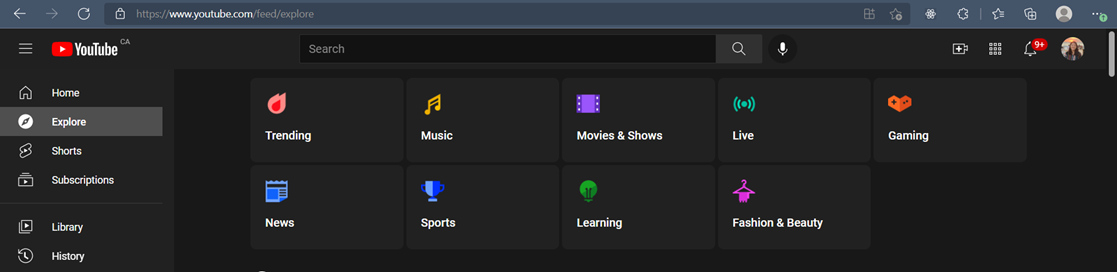 https://www.youtube.com/feed/explore
YouTube CA
Search
9+
Home
Explore
Shorts
Subscriptions
Library
History
Trending
Music
Movies & Shows
Live
Gaming
News
Sports
Learning
Fashion & Beauty